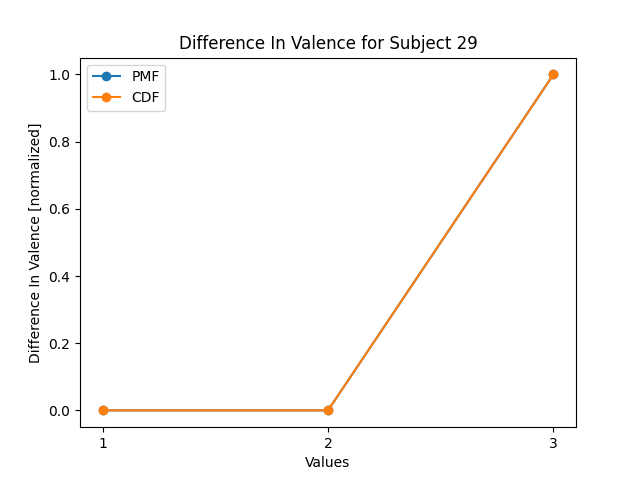 Difference In Valence for Subject 29
PMF
CDF
1.0
0.8
0.6
0.4
0.2
0.0
Difference In Valence [normalized]
1 2 3
Values